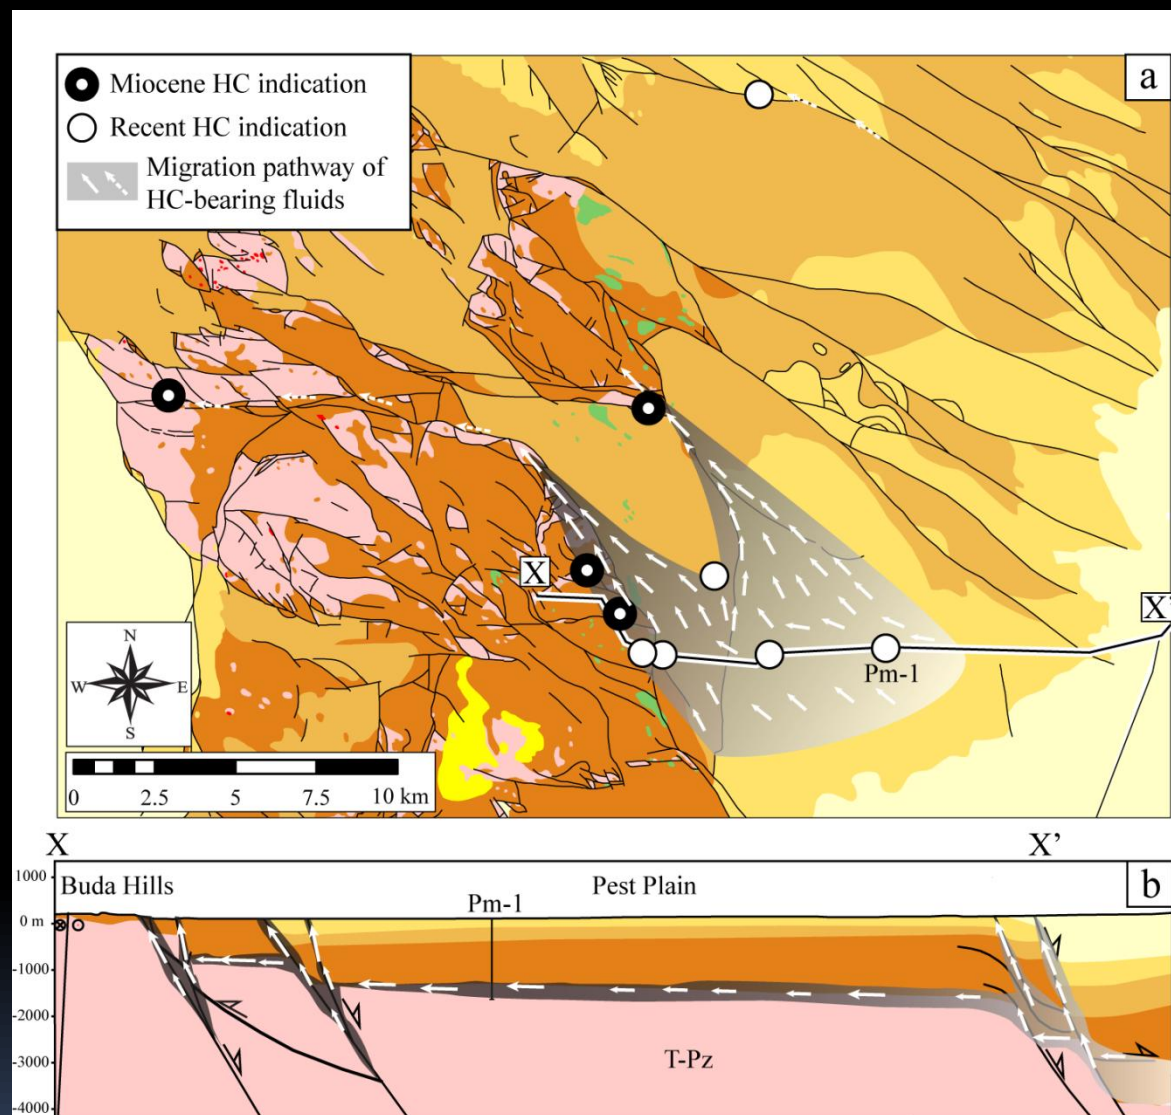 a
Miocene HC indication
Recent HC indication
Migration pathway of
HC-bearing fluids
X
X'
Pm-1
N
W E
S
0 2.5 5 7.5 10 km
X X'
b
1000
Buda Hills Pest Plain
Pm-1
0 m
-1000
-2000
T-Pz
-3000
-4000